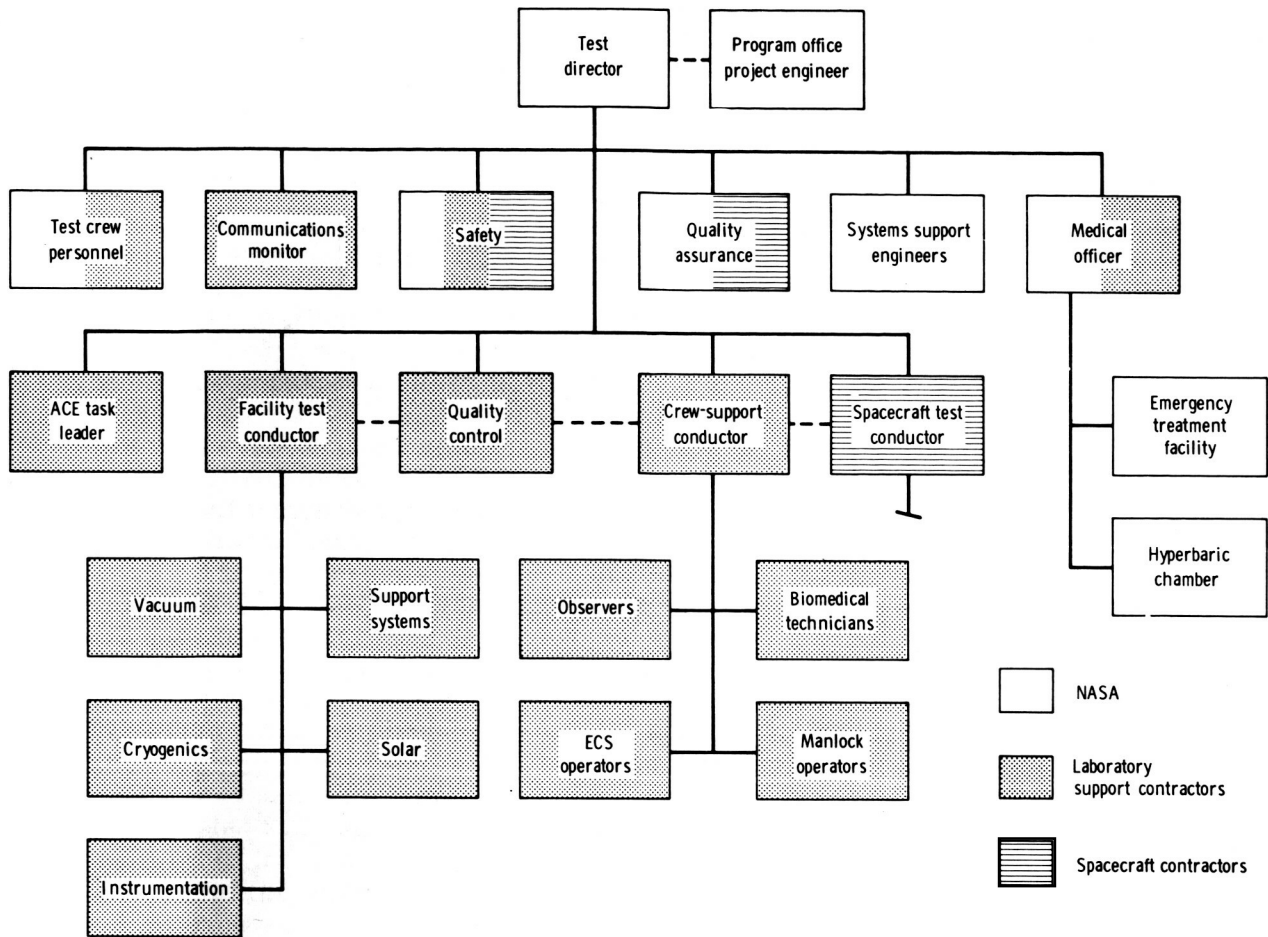 Test
director
Program office
project engineer
Test crew
personnel
Communications
monitor
Safety
Quality
assurance
Systems support
engineers
Medical
officer
ACE task
leader
Facility test
conductor
Quality
control
Crew-support
conductor
Spacecraft test
conductor
Emergency
treatment
facility
Hyperbaric
chamber
Vacuum
Support
systems
Observers
Biomedical
technicians
Cryogenics
Solar
ECS
operators
Manlock
operators
Instrumentation
NASA
Laboratory
support contractors
Spacecraft contractors